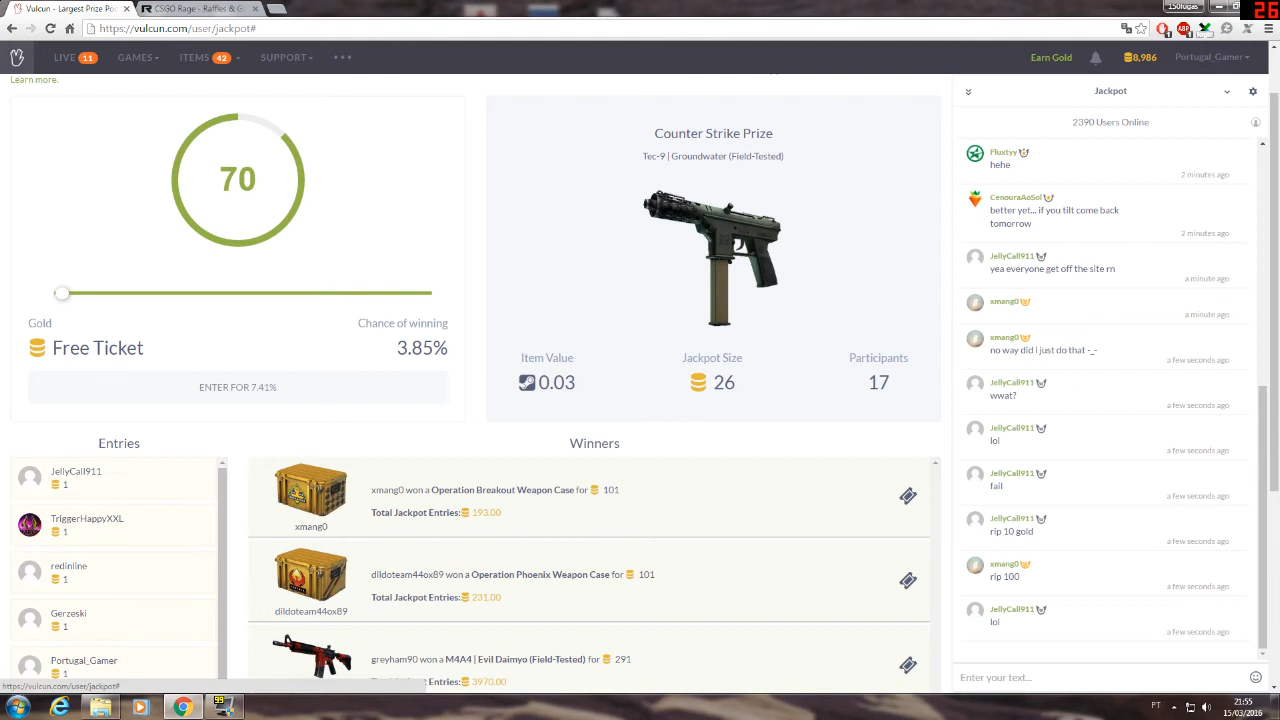 Vulcun - Largest Prize Po
CSGO Rage - Raffles & G
150fugas
26
https://vulcun.com/user/jackpot#
LIVE 11
GAMES
ITEMS 42
SUPPORT
Earn Gold
8,986
Portugal_Gamer
Learn more.
70
Gold
Chance of winning
Free Ticket
3.85%
ENTER FOR 7.41%
Counter Strike Prize
Tec-9 | Groundwater (Field-Tested)
Item Value
Jackpot Size
Participants
0.03
26
17
Entries
JellyCall911
1
TriggerHappyXXL
1
redinline
1
Gerzeski
1
Portugal_Gamer
1
Winners
xmang0
xmang0 won a Operation Breakout Weapon Case for 101
Total Jackpot Entries: 193.00
dildoteam44ox89
dildoteam44ox89 won a Operation Phoenix Weapon Case for 101
Total Jackpot Entries: 231.00
greyham90 won a M4A4 | Evil Daimyo (Field-Tested) for 291
Total Jackpot Entries: 3970.00
Jackpot
2390 Users Online
Fluxtyy
hehe
2 minutes ago
CenouraAoSol
better yet... if you tilt come back
tomorrow
2 minutes ago
JellyCall911
yea everyone get off the site rn
a minute ago
xmang0
a minute ago
xmang0
no way did i just do that -_-
a few seconds ago
JellyCall911
wwat?
a few seconds ago
JellyCall911
lol
a few seconds ago
JellyCall911
fail
a few seconds ago
JellyCall911
rip 10 gold
a few seconds ago
xmang0
rip 100
a few seconds ago
JellyCall911
lol
a few seconds ago
Enter your text...
https://vulcun.com/user/jackpot#
99
PT
21:55
15/03/2016